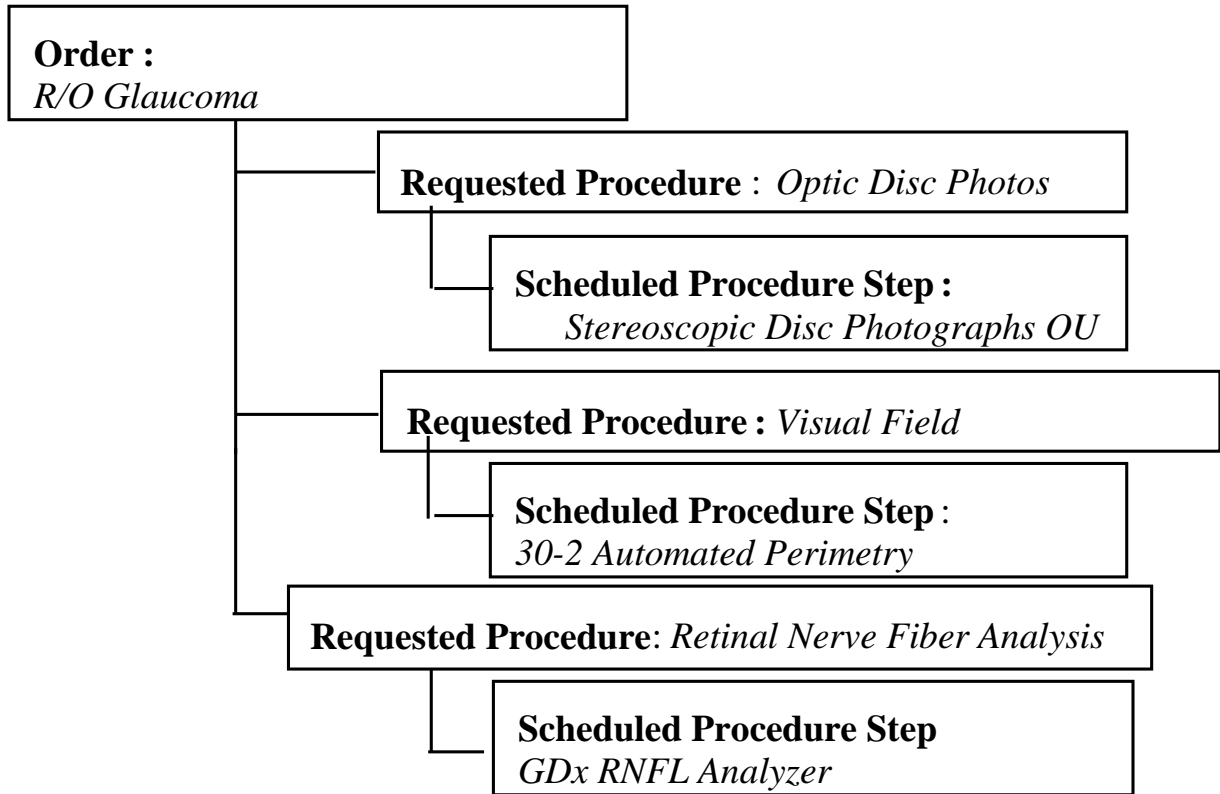 Order :
R/O Glaucoma
Requested Procedure : Optic Disc Photos
Scheduled Procedure Step :
Stereoscopic Disc Photographs OU
Requested Procedure : Visual Field
Scheduled Procedure Step :
30-2 Automated Perimetry
Requested Procedure: Retinal Nerve Fiber Analysis
Scheduled Procedure Step
GDx RNFL Analyzer